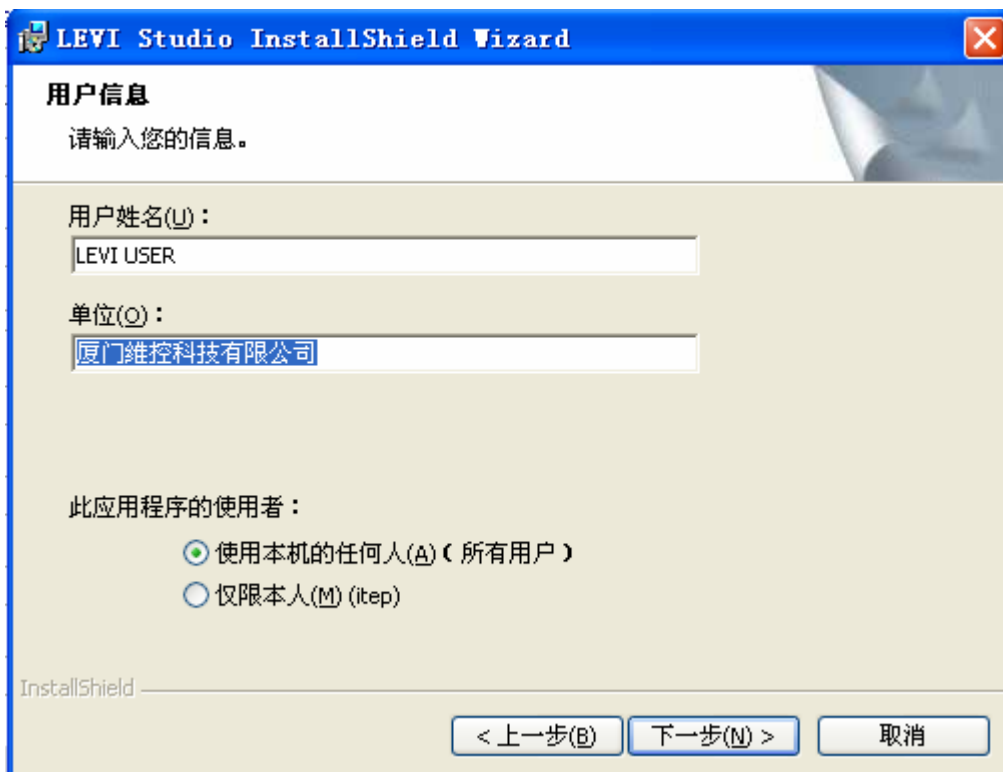 LEVI Studio InstallShield Wizard
用户信息
请输入您的信息。
用户姓名(U)：
LEVI USER
单位(O)：
厦门维控科技有限公司
此应用程序的使用者：
使用本机的任何人(A)（所有用户）
仅限本人(M) (itep)
InstallShield
< 上一步(B)
下一步(N) >
取消